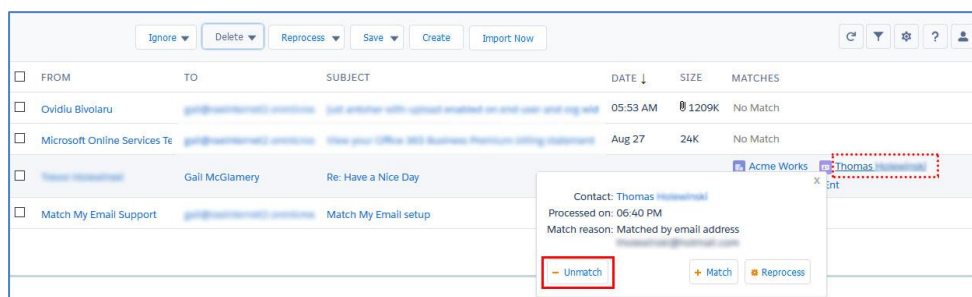 Ignore Delete Reprocess Save Create Import Now ?
FROM TO SUBJECT DATE ↓ SIZE MATCHES
Ovidiu Bivolaru 05:53 AM 1209K No Match
Microsoft Online Services Te Aug 27 24K No Match
Acme Works Thomas
Gail McGlamery Re: Have a Nice Day
Ent
x
Contact: Thomas
Processed on: 06:40 PM
Match My Email Support Match My Email setup
Match reason: Matched by email address
− Unmatch + Match Reprocess